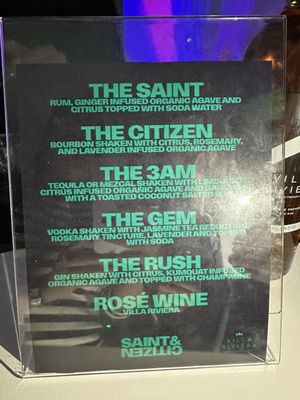 THE SAINT
RUM, GINGER INFUSED ORGANIC AGAVE AND
CITRUS TOPPED WITH SODA WATER
THE CITIZEN
BOURBON SHAKEN WITH CITRUS, ROSEMARY,
AND LAVENDER INFUSED ORGANIC AGAVE
THE 3AM
TEQUILA OR MEZCAL SHAKEN WITH LIME JUICE,
CITRUS INFUSED ORGANIC AGAVE AND
WITH A TOASTED COCONUT SALTED
THE GEM
VODKA SHAKEN WITH JASMINE TEA REDUCTION,
ROSEMARY TINCTURE, LAVENDER AND TOPPED
WITH SODA
THE RUSH
GIN SHAKEN WITH CITRUS, KUMQUAT INFUSED
ORGANIC AGAVE AND TOPPED WITH CHAMPAGNE
ROSÉ WINE
VILLA RIVIERA
SAINT&
CITIZEN
VILLA
RIVIERA